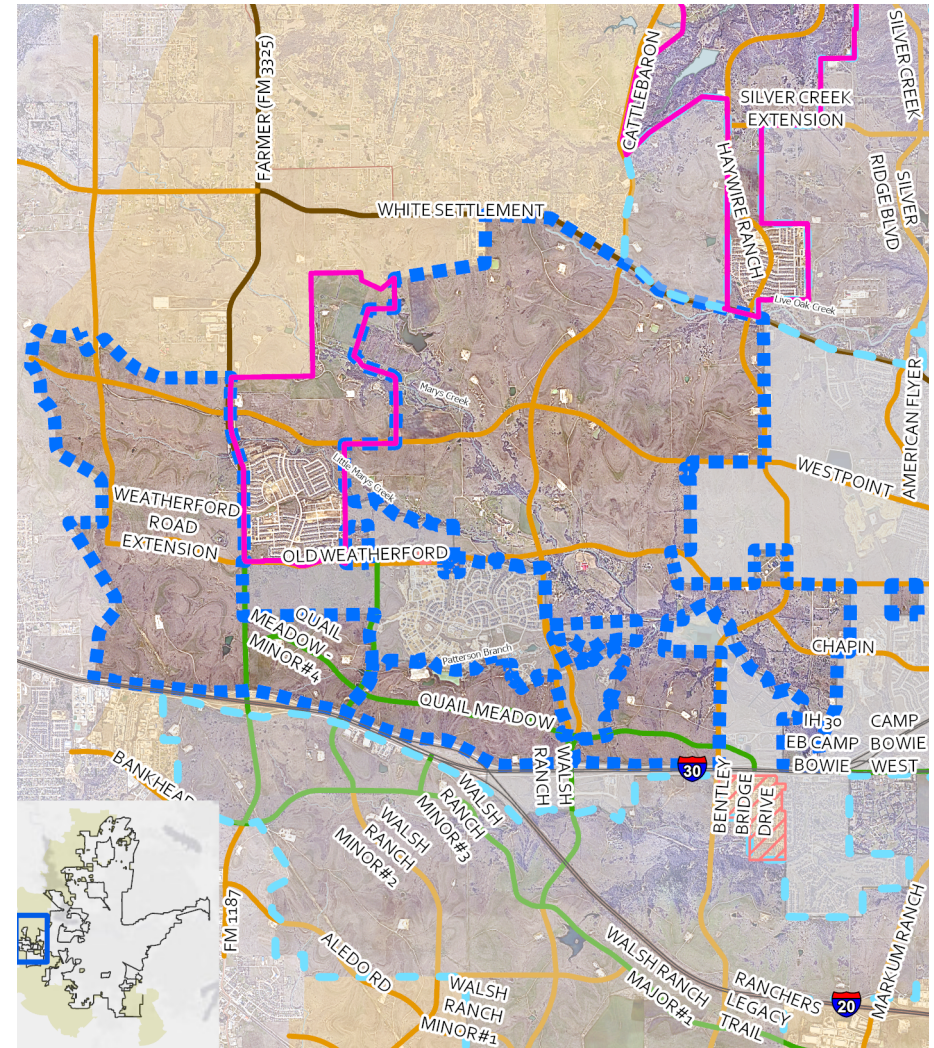 FARMER (FM 3325)
CATTLEBARON
SILVER CREEK
SILVER CREEK
EXTENSION
HAYWIRE RANCH
SILVER
RIDGE BLVD
WHITE SETTLEMENT
Live Oak Creek
AMERICAN FLYER
Marys Creek
Little Marys Creek
WESTPOINT
WEATHERFORD
ROAD
EXTENSION
OLD WEATHERFORD
QUAIL
MEADOW -
MINOR#4
Patterson Branch
CHAPIN
QUAIL MEADOW
IH 30
EB CAMP
BOWIE
CAMP
BOWIE
WEST
30
WALSH
RANCH
BENTLEY
BRIDGE
DRIVE
BANKHEAD
WALSH
RANCH
MINOR#3
WALSH
RANCH
MINOR#2
FM 1187
ALEDO RD
WALSH
RANCH
MINOR#1
WALSH RANCH
MAJOR#1
RANCHERS
LEGACY
TRAIL
MARKUM RANCH
20